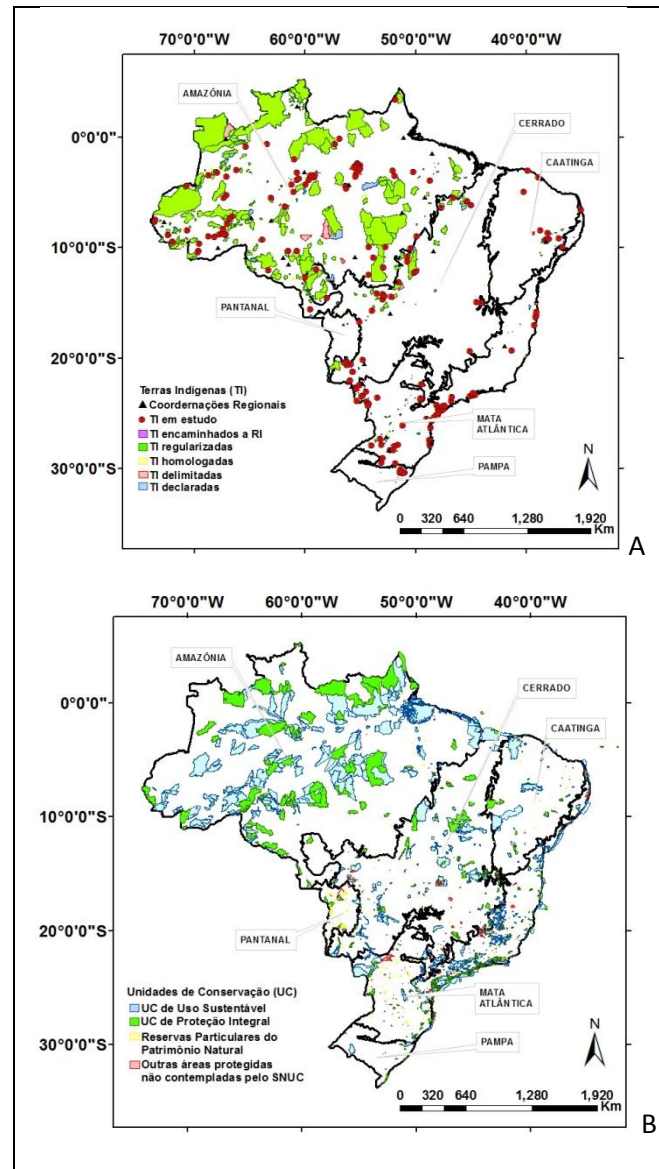 70°0'0"W 60°0'0"W 50°0'0"W 40°0'0"W
AMAZÔNIA
0°0'0"
CERRADO
CAATINGA
10°0'0"S
PANTANAL
20°0'0"S
Terras Indígenas (TI)
Coordernações Regionais
TI em estudo
TI encaminhados a RI
TI regularizadas
TI homologadas
TI delimitadas
TI declaradas
MATA
ATLÂNTICA
30°0'0"S
PAMPA
N
0 320 640 1,280 1,920
Km
A
70°0'0"W 60°0'0"W 50°0'0"W 40°0'0"W
AMAZÔNIA
0°0'0"
CERRADO
CAATINGA
10°0'0"S
PANTANAL
20°0'0"S
Unidades de Conservação (UC)
UC de Uso Sustentável
UC de Proteção Integral
Reservas Particulares do
Patrimônio Natural
Outras áreas protegidas
não contempladas pelo SNUC
MATA
ATLÂNTICA
30°0'0"S
PAMPA
N
0 320 640 1,280 1,920
Km
B